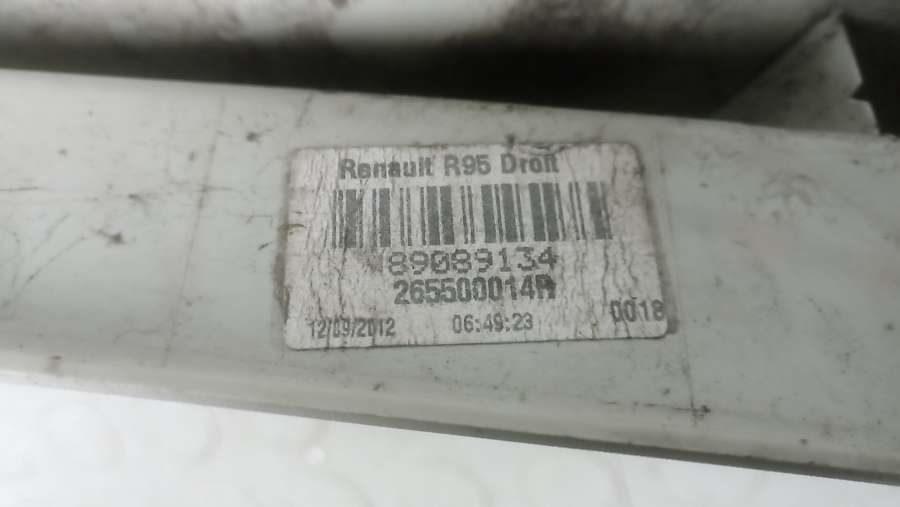 Renault R95 Droit
89089134
265500014R
12/09/2012 06:49:23 0018